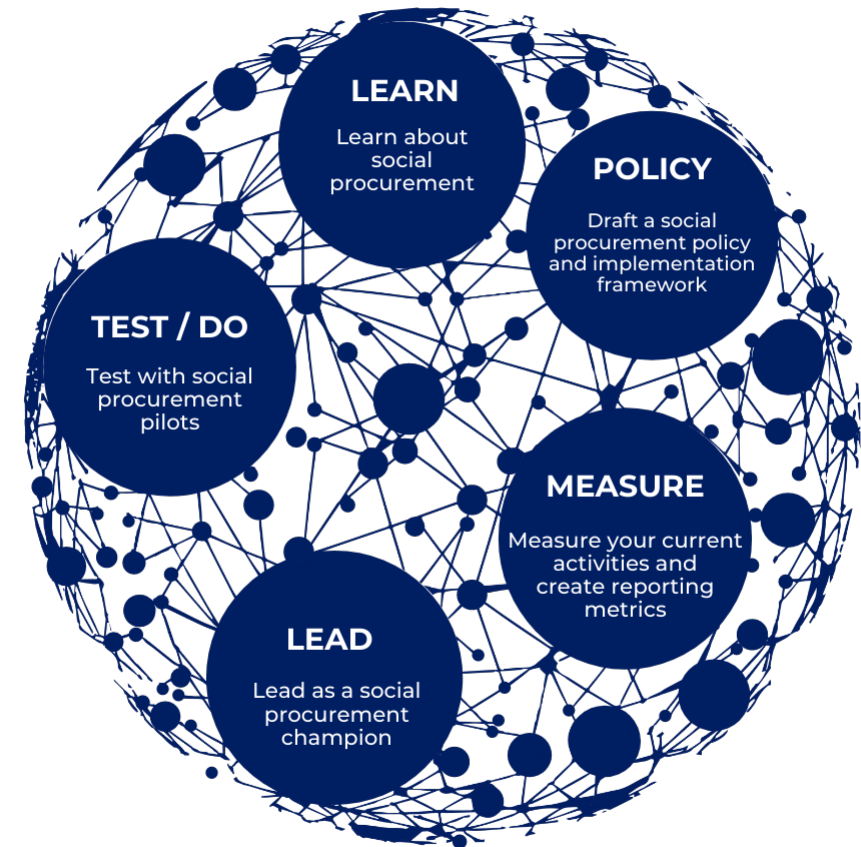 LEARN
Learn about
social
procurement
POLICY
Draft a social
procurement policy
and implementation
framework
TEST / DO
Test with social
procurement
pilots
MEASURE
Measure your current
activities and
create reporting
metrics
LEAD
Lead as a social
procurement
champion